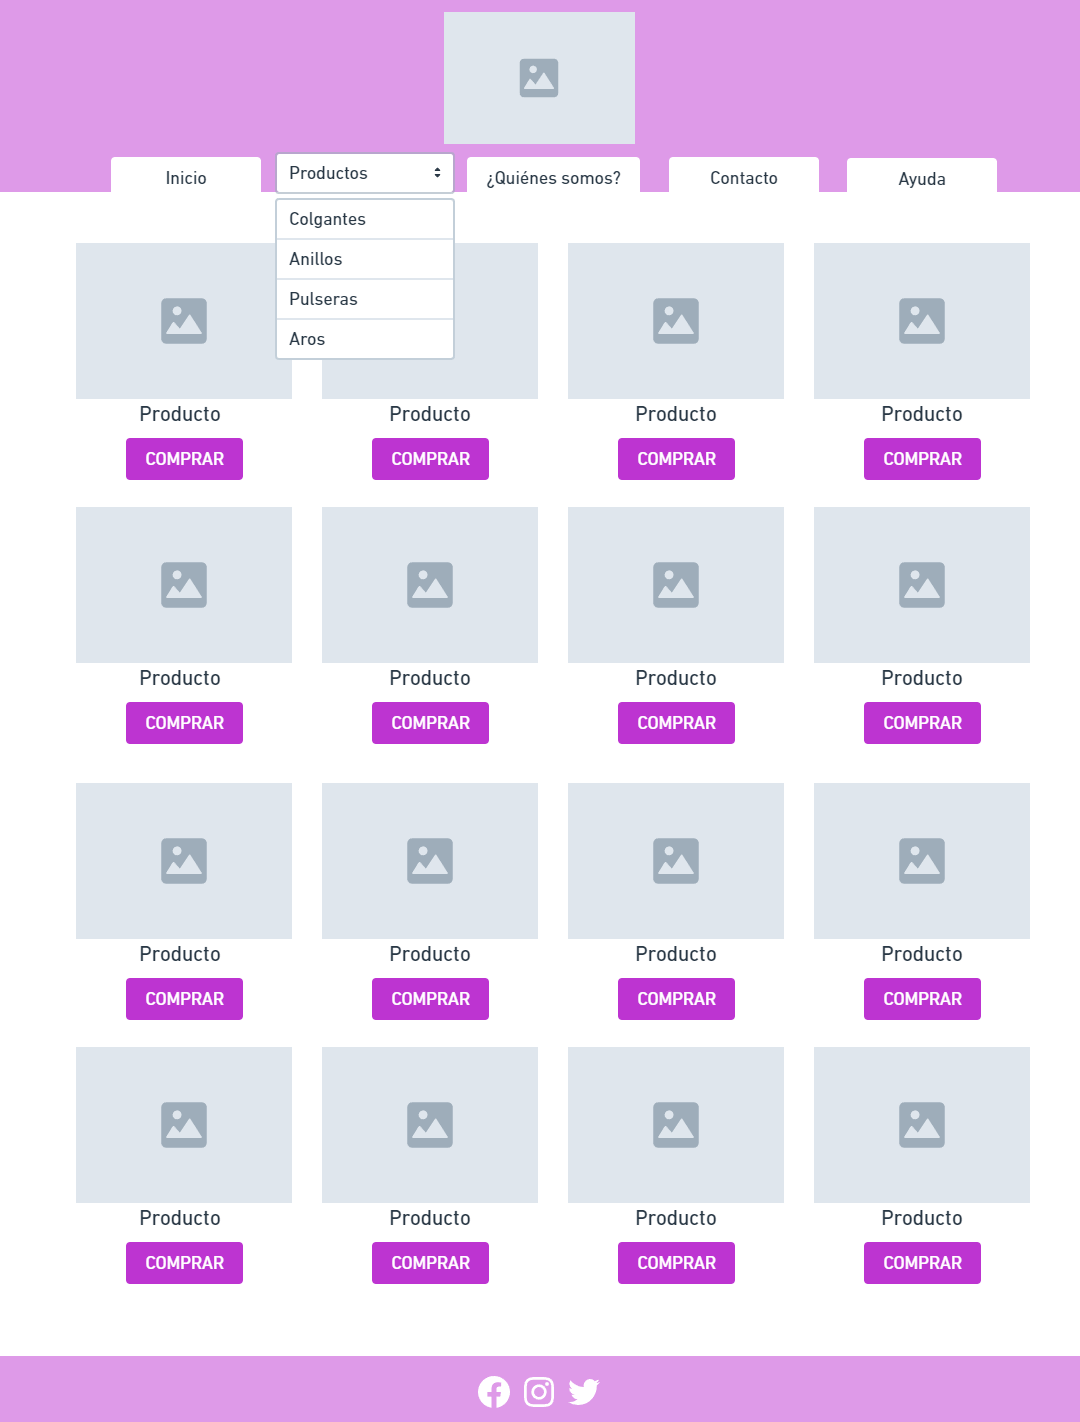 Inicio
Productos
¿Quiénes somos?
Contacto
Ayuda
Colgantes
Anillos
Pulseras
Aros
Producto Producto Producto Producto
COMPRAR COMPRAR COMPRAR COMPRAR
Producto Producto Producto Producto
COMPRAR COMPRAR COMPRAR COMPRAR
Producto Producto Producto Producto
COMPRAR COMPRAR COMPRAR COMPRAR
Producto Producto Producto Producto
COMPRAR COMPRAR COMPRAR COMPRAR